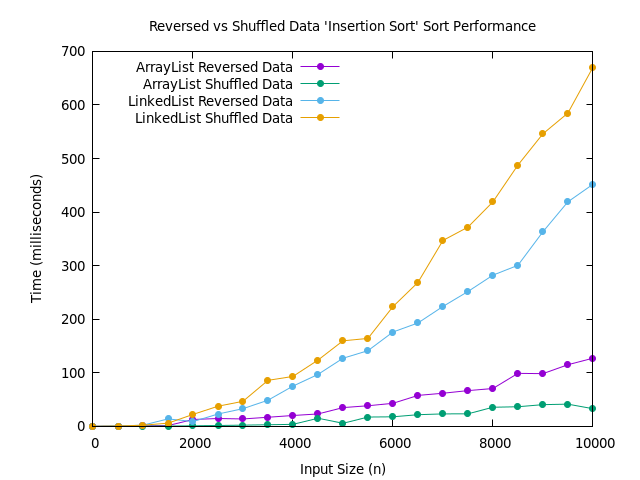 Reversed vs Shuffled Data 'Insertion Sort' Sort Performance
700
600
500
400
300
200
100
0
Time (milliseconds)
ArrayList Reversed Data
ArrayList Shuffled Data
LinkedList Reversed Data
LinkedList Shuffled Data
0 2000 4000 6000 8000 10000
Input Size (n)